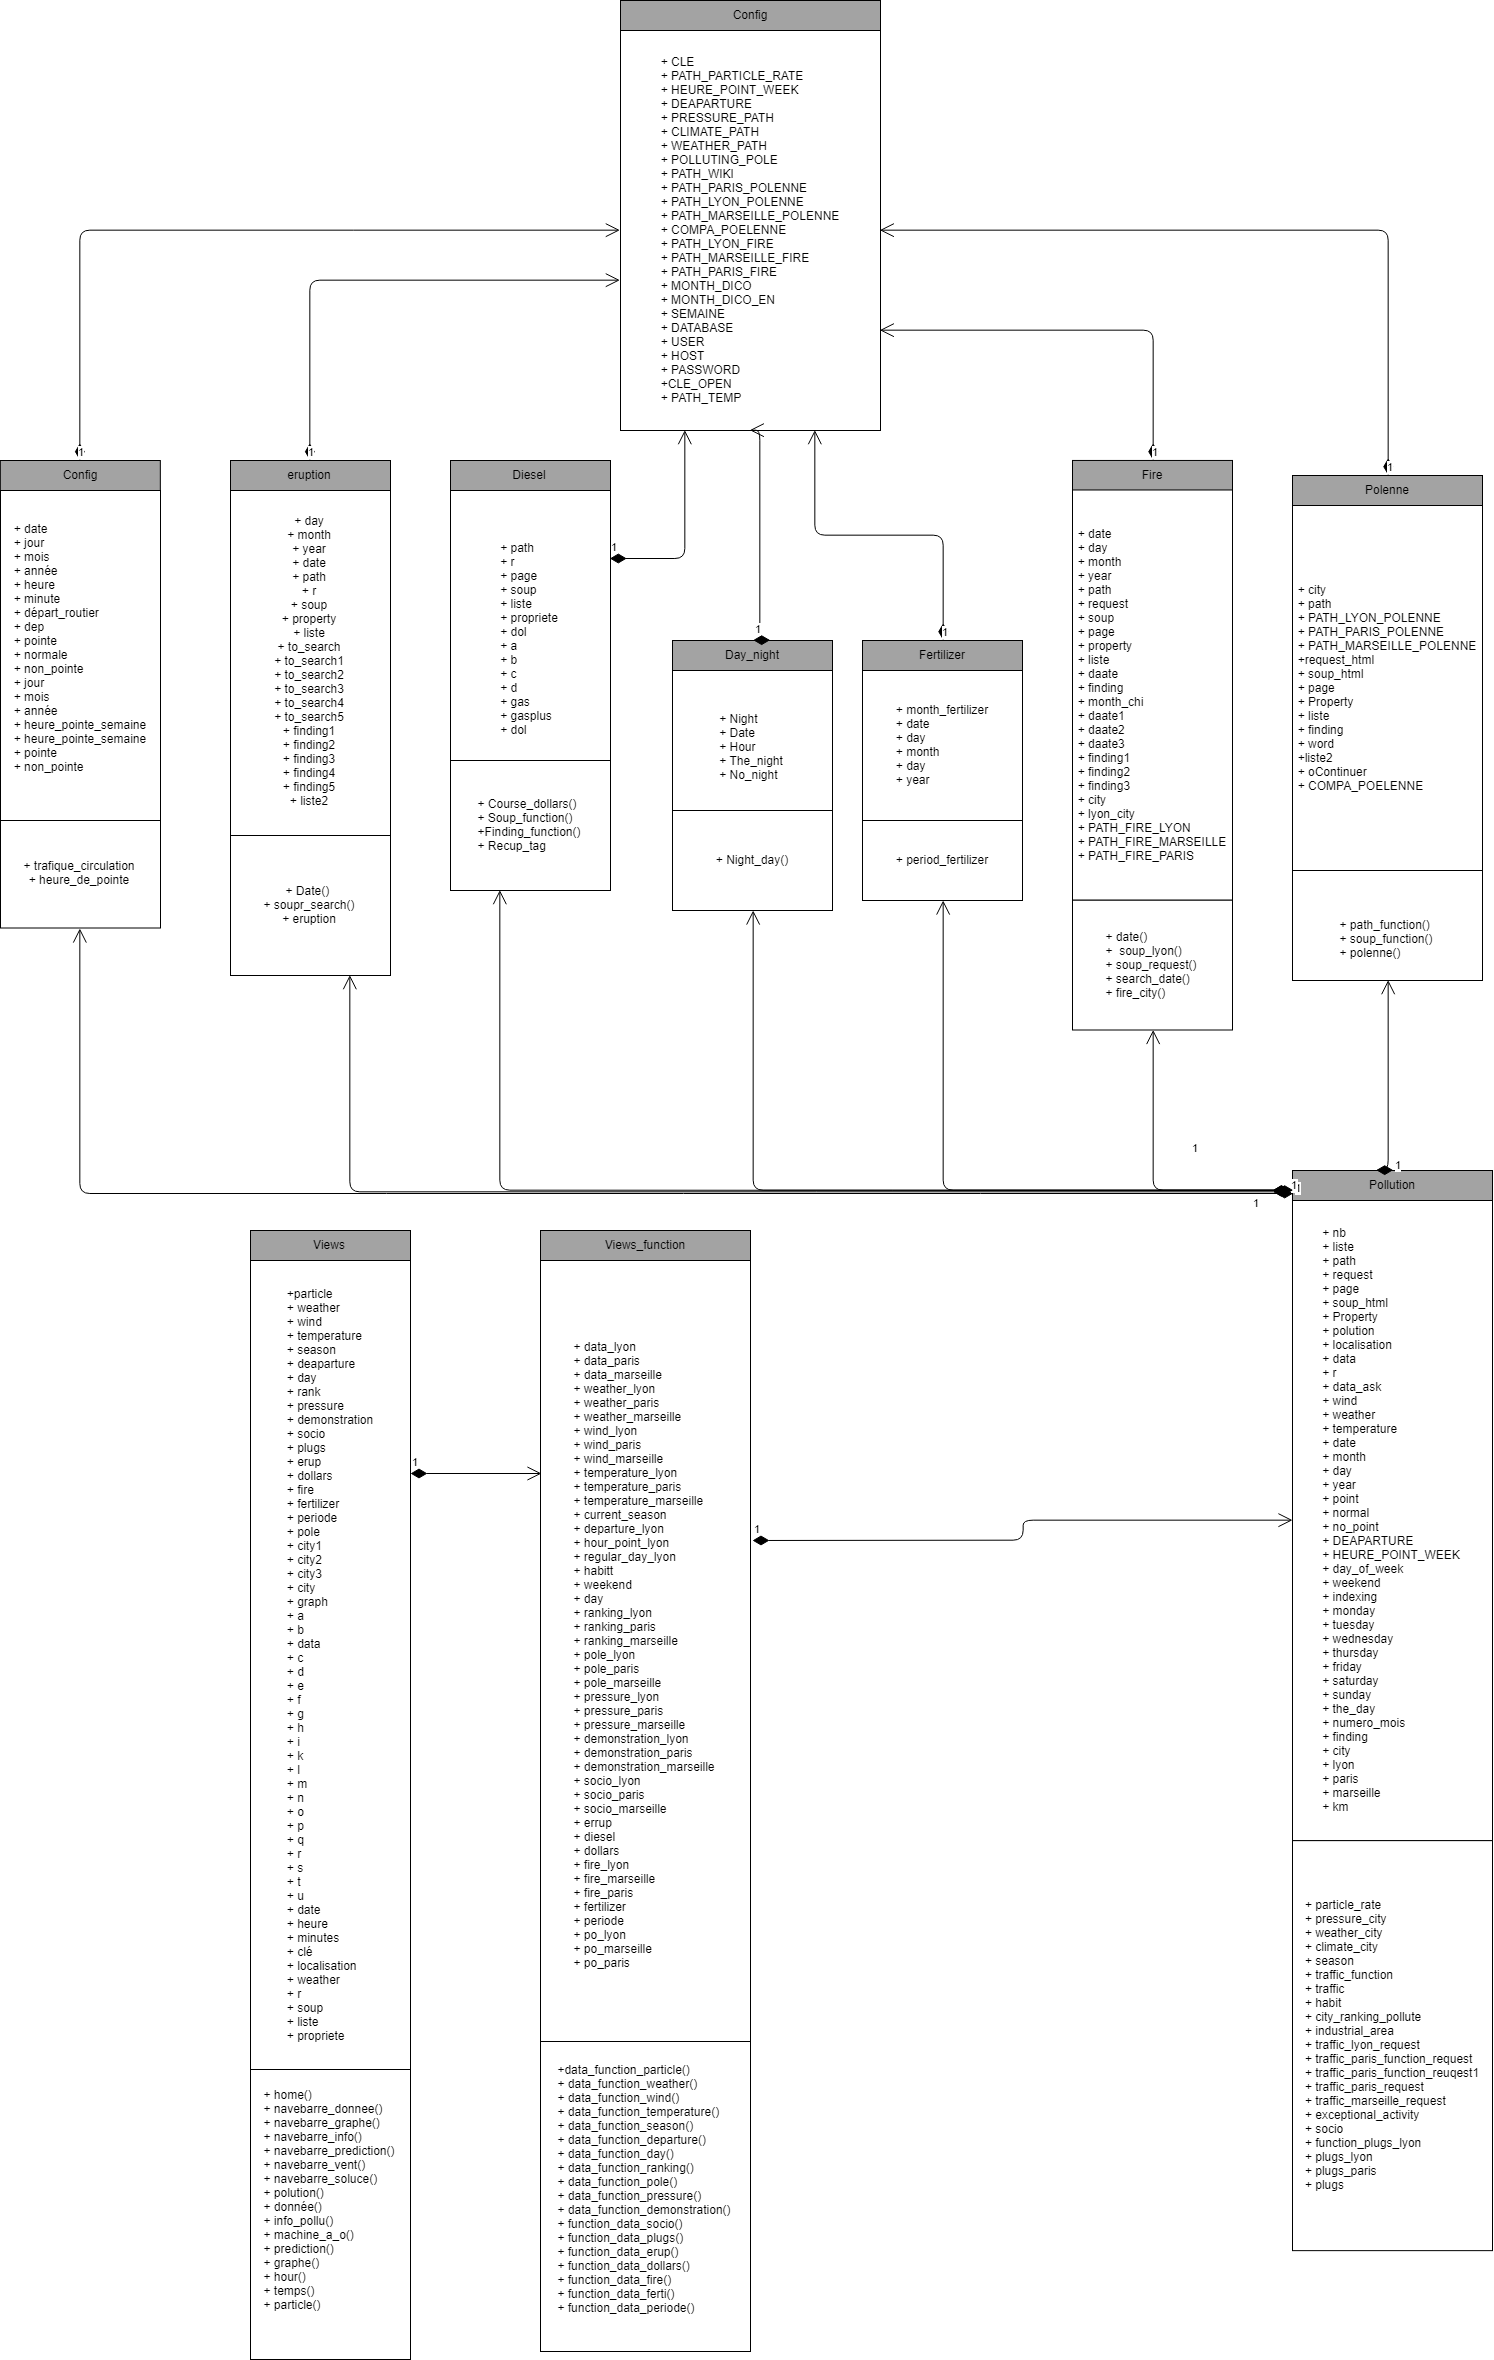 Config
+ CLE
+ PATH_PARTICLE_RATE
+ HEURE_POINT_WEEK
+ DEAPARTURE
+ PRESSURE_PATH
+ CLIMATE_PATH
+ WEATHER_PATH
+ POLLUTING_POLE
+ PATH_WIKI
+ PATH_PARIS_POLENNE
+ PATH_LYON_POLENNE
+ PATH_MARSEILLE_POLENNE
+ COMPA_POELENNE
+ PATH_LYON_FIRE
+ PATH_MARSEILLE_FIRE
+ PATH_PARIS_FIRE
+ MONTH_DICO
+ MONTH_DICO_EN
+ SEMAINE
+ DATABASE
+ USER
+ HOST
+ PASSWORD
+CLE_OPEN
+ PATH_TEMP
1
Config
+ date
+ jour
+ mois
+ année
+ heure
+ minute
+ départ_routier
+ dep
+ pointe
+ normale
+ non_pointe
+ jour
+ mois
+ année
+ heure_pointe_semaine
+ heure_pointe_semaine
+ pointe
+ non_pointe
+ trafique_circulation
+ heure_de_pointe
1
eruption
+ day
+ month
+ year
+ date
+ path
+ r
+ soup
+ property
+ liste
+ to_search
+ to_search1
+ to_search2
+ to_search3
+ to_search4
+ to_search5
+ finding1
+ finding2
+ finding3
+ finding4
+ finding5
+ liste2
+ Date()
+ soupr_search()
+ eruption
Diesel
1
+ path
+ r
+ page
+ soup
+ liste
+ propriete
+ dol
+ a
+ b
+ c
+ d
+ gas
+ gasplus
+ dol
+ Course_dollars()
+ Soup_function()
+Finding_function()
+ Recup_tag
1
Day_night
+ Night
+ Date
+ Hour
+ The_night
+ No_night
+ Night_day()
1
Fertilizer
+ month_fertilizer
+ date
+ day
+ month
+ day
+ year
+ period_fertilizer
1
Fire
+ date
+ day
+ month
+ year
+ path
+ request
+ soup
+ page
+ property
+ liste
+ daate
+ finding
+ month_chi
+ daate1
+ daate2
+ daate3
+ finding1
+ finding2
+ finding3
+ city
+ lyon_city
+ PATH_FIRE_LYON
+ PATH_FIRE_MARSEILLE
+ PATH_FIRE_PARIS
+ date()
+ soup_lyon()
+ soup_request()
+ search_date()
+ fire_city()
1
Polenne
+ city
+ path
+ PATH_LYON_POLENNE
+ PATH_PARIS_POLENNE
+ PATH_MARSEILLE_POLENNE
+request_html
+ soup_html
+ page
+ Property
+ liste
+ finding
+ word
+liste2
+ oContinuer
+ COMPA_POELENNE
+ path_function()
+ soup_function()
+ polenne()
1
1
1
1
Pollution
+ nb
+ liste
+ path
+ request
+ page
+ soup_html
+ Property
+ polution
+ localisation
+ data
+ r
+ data_ask
+ wind
+ weather
+ temperature
+ date
+ month
+ day
+ year
+ point
+ normal
+ no_point
+ DEAPARTURE
+ HEURE_POINT_WEEK
+ day_of_week
+ weekend
+ indexing
+ monday
+ tuesday
+ wednesday
+ thursday
+ friday
+ saturday
+ sunday
+ the_day
+ numero_mois
+ finding
+ city
+ lyon
+ paris
+ marseille
+ km
+ particle_rate
+ pressure_city
+ weather_city
+ climate_city
+ season
+ traffic_function
+ traffic
+ habit
+ city_ranking_pollute
+ industrial_area
+ traffic_lyon_request
+ traffic_paris_function_request
+ traffic_paris_function_reuqest1
+ traffic_paris_request
+ traffic_marseille_request
+ exceptional_activity
+ socio
+ function_plugs_lyon
+ plugs_lyon
+ plugs_paris
+ plugs
Views
+particle
+ weather
+ wind
+ temperature
+ season
+ deaparture
+ day
+ rank
+ pressure
+ demonstration
+ socio
+ plugs
+ erup
+ dollars
+ fire
+ fertilizer
+ periode
+ pole
+ city1
+ city2
+ city3
+ city
+ graph
+ a
+ b
+ data
+ c
+ d
+ e
+ f
+ g
+ h
+ i
+ k
+ l
+ m
+ n
+ o
+ p
+ q
+ r
+ s
+ t
+ u
+ date
+ heure
+ minutes
+ clé
+ localisation
+ weather
+ r
+ soup
+ liste
+ propriete
+ home()
+ navebarre_donnee()
+ navebarre_graphe()
+ navebarre_info()
+ navebarre_prediction()
+ navebarre_vent()
+ navebarre_soluce()
+ polution()
+ donnée()
+ info_pollu()
+ machine_a_o()
+ prediction()
+ graphe()
+ hour()
+ temps()
+ particle()
1
Views_function
+ data_lyon
+ data_paris
+ data_marseille
+ weather_lyon
+ weather_paris
+ weather_marseille
+ wind_lyon
+ wind_paris
+ wind_marseille
+ temperature_lyon
+ temperature_paris
+ temperature_marseille
+ current_season
+ departure_lyon
+ hour_point_lyon
+ regular_day_lyon
+ habitt
+ weekend
+ day
+ ranking_lyon
+ ranking_paris
+ ranking_marseille
+ pole_lyon
+ pole_paris
+ pole_marseille
+ pressure_lyon
+ pressure_paris
+ pressure_marseille
+ demonstration_lyon
+ demonstration_paris
+ demonstration_marseille
+ socio_lyon
+ socio_paris
+ socio_marseille
+ errup
+ diesel
+ dollars
+ fire_lyon
+ fire_marseille
+ fire_paris
+ fertilizer
+ periode
+ po_lyon
+ po_marseille
+ po_paris
+data_function_particle()
+ data_function_weather()
+ data_function_wind()
+ data_function_temperature()
+ data_function_season()
+ data_function_departure()
+ data_function_day()
+ data_function_ranking()
+ data_function_pole()
+ data_function_pressure()
+ data_function_demonstration()
+ function_data_socio()
+ function_data_plugs()
+ function_data_erup()
+ function_data_dollars()
+ function_data_fire()
+ function_data_ferti()
+ function_data_periode()
1